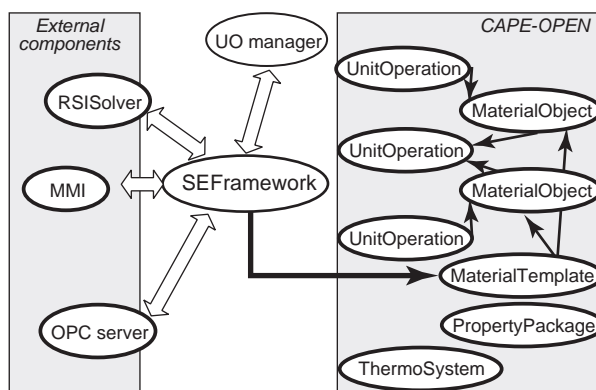 External
components
UO manager
CAPE-OPEN
UnitOperation
RSISolver
MaterialObject
UnitOperation
MMI
SEFramework
MaterialObject
UnitOperation
MaterialTemplate
OPC server
PropertyPackage
ThermoSystem